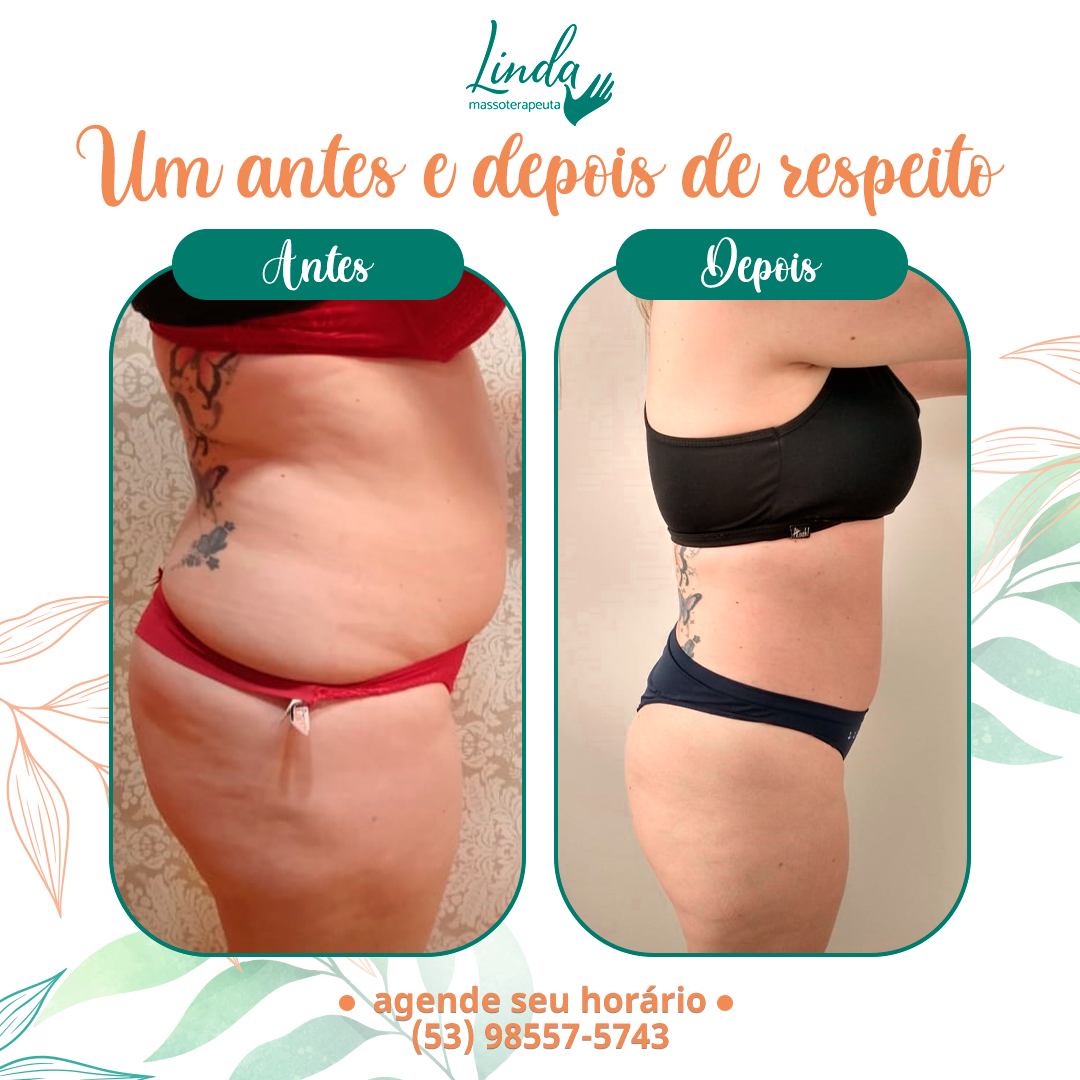 Linda
massoterapeuta
Um antes e depois de respeito
Antes
Depois
• agende seu horário •
(53) 98557-5743